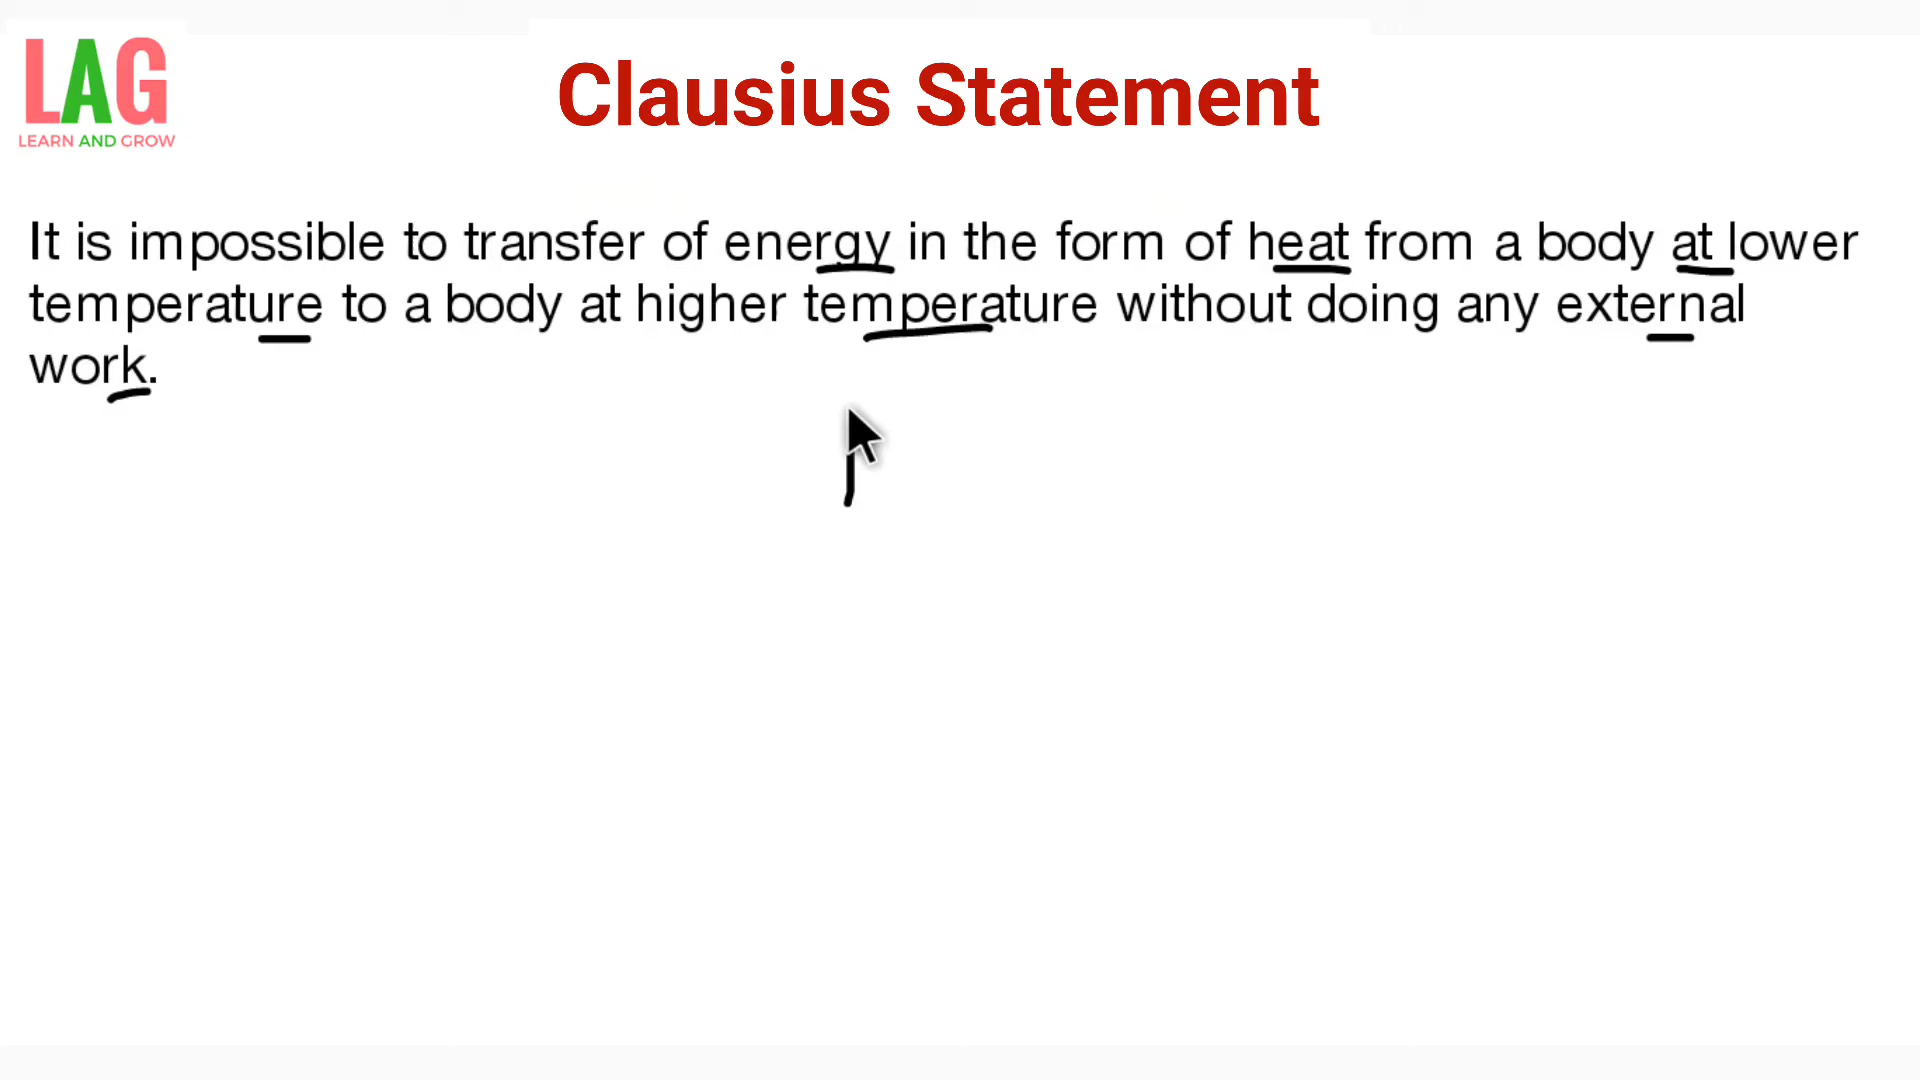 LAG
LEARN AND GROW
Clausius Statement
It is impossible to transfer of energy in the form of heat from a body at lower
temperature to a body at higher temperature without doing any external
work.